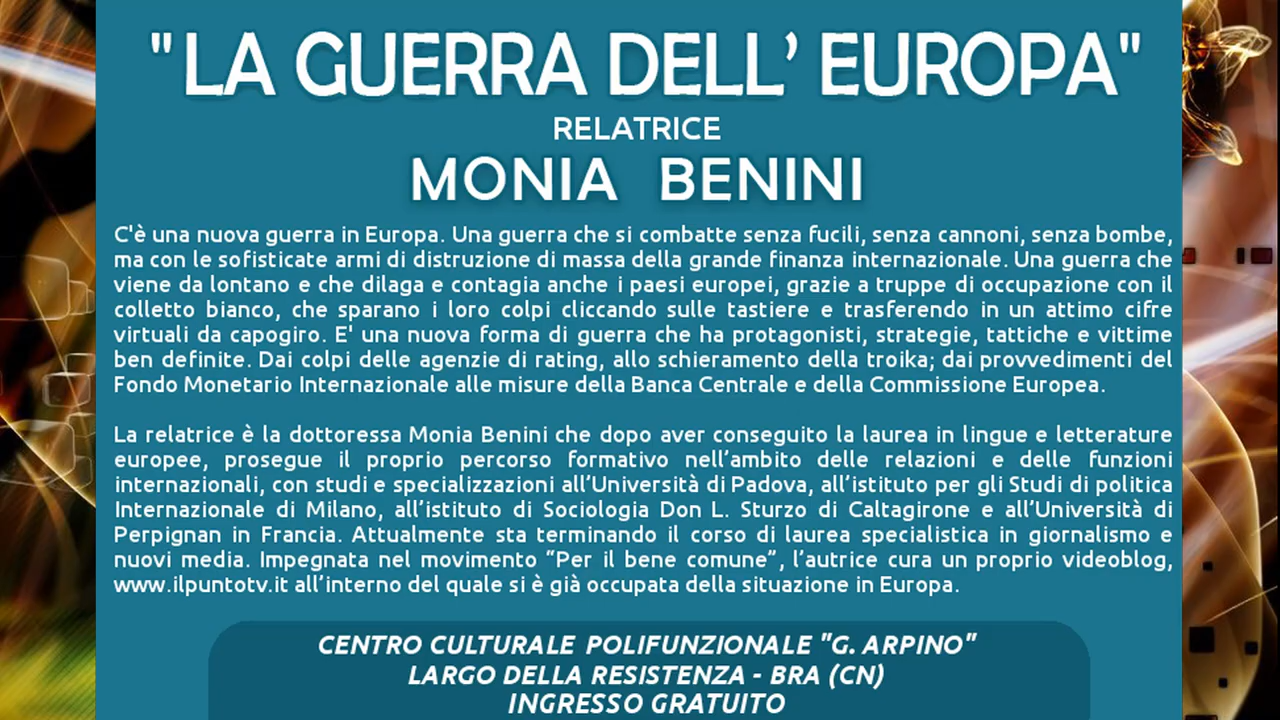 "LA GUERRA DELL' EUROPA"
RELATRICE
MONIA BENINI
C'è una nuova guerra in Europa. Una guerra che si combatte senza fucili, senza cannoni, senza bombe,
ma con le sofisticate armi di distruzione di massa della grande finanza internazionale. Una guerra che
viene da lontano e che dilaga e contagia anche i paesi europei, grazie a truppe di occupazione con il
colletto bianco, che sparano i loro colpi cliccando sulle tastiere e trasferendo in un attimo cifre
virtuali da capogiro. E' una nuova forma di guerra che ha protagonisti, strategie, tattiche e vittime
ben definite. Dai colpi delle agenzie di rating, allo schieramento della troika; dai provvedimenti del
Fondo Monetario Internazionale alle misure della Banca Centrale e della Commissione Europea.
La relatrice è la dottoressa Monia Benini che dopo aver conseguito la laurea in lingue e letterature
europee, prosegue il proprio percorso formativo nell'ambito delle relazioni e delle funzioni
internazionali, con studi e specializzazioni all'Università di Padova, all'istituto per gli Studi di politica
Internazionale di Milano, all'istituto di Sociologia Don L. Sturzo di Caltagirone e all'Università di
Perpignan in Francia. Attualmente sta terminando il corso di laurea specialistica in giornalismo e
nuovi media. Impegnata nel movimento "Per il bene comune", l'autrice cura un proprio videoblog,
www.ilpuntotv.it all'interno del quale si è già occupata della situazione in Europa.
CENTRO CULTURALE POLIFUNZIONALE "G. ARPINO"
LARGO DELLA RESISTENZA - BRA (CN)
INGRESSO GRATUITO